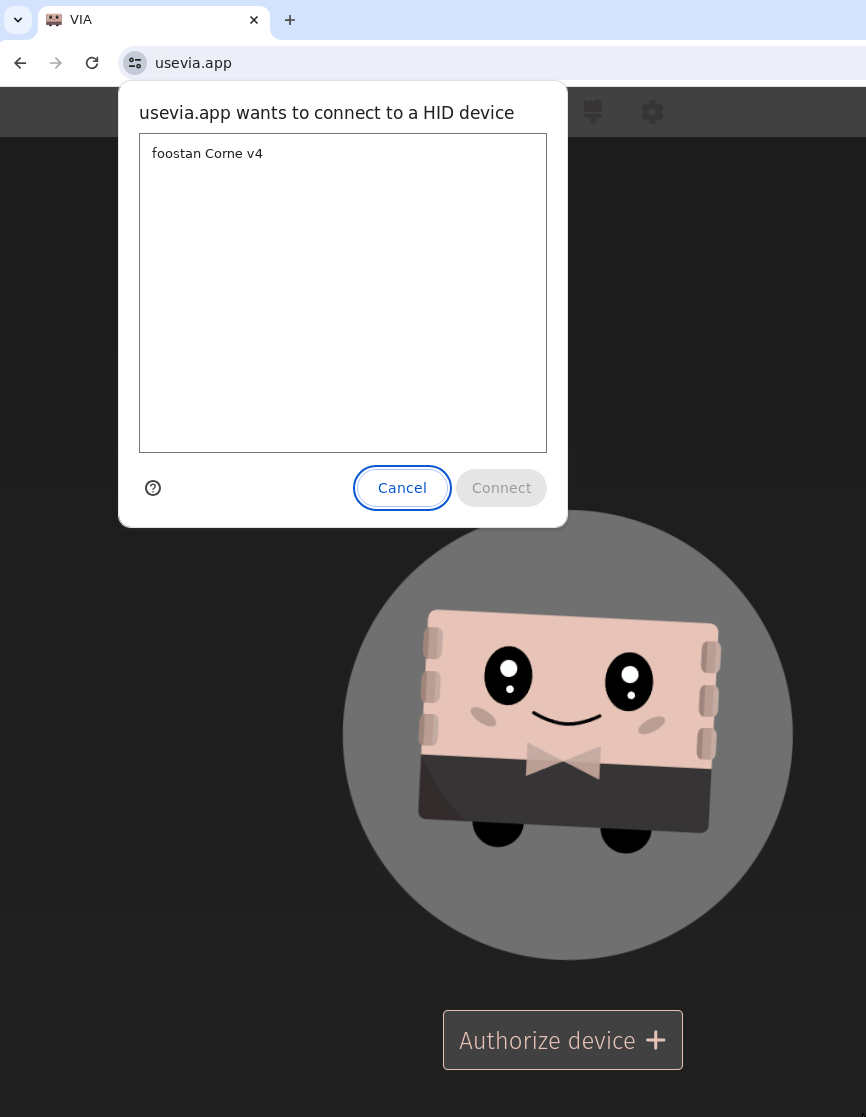 VIA
usevia.app
usevia.app wants to connect to a HID device
foostan Corne v4
Cancel
Connect
Authorize device +